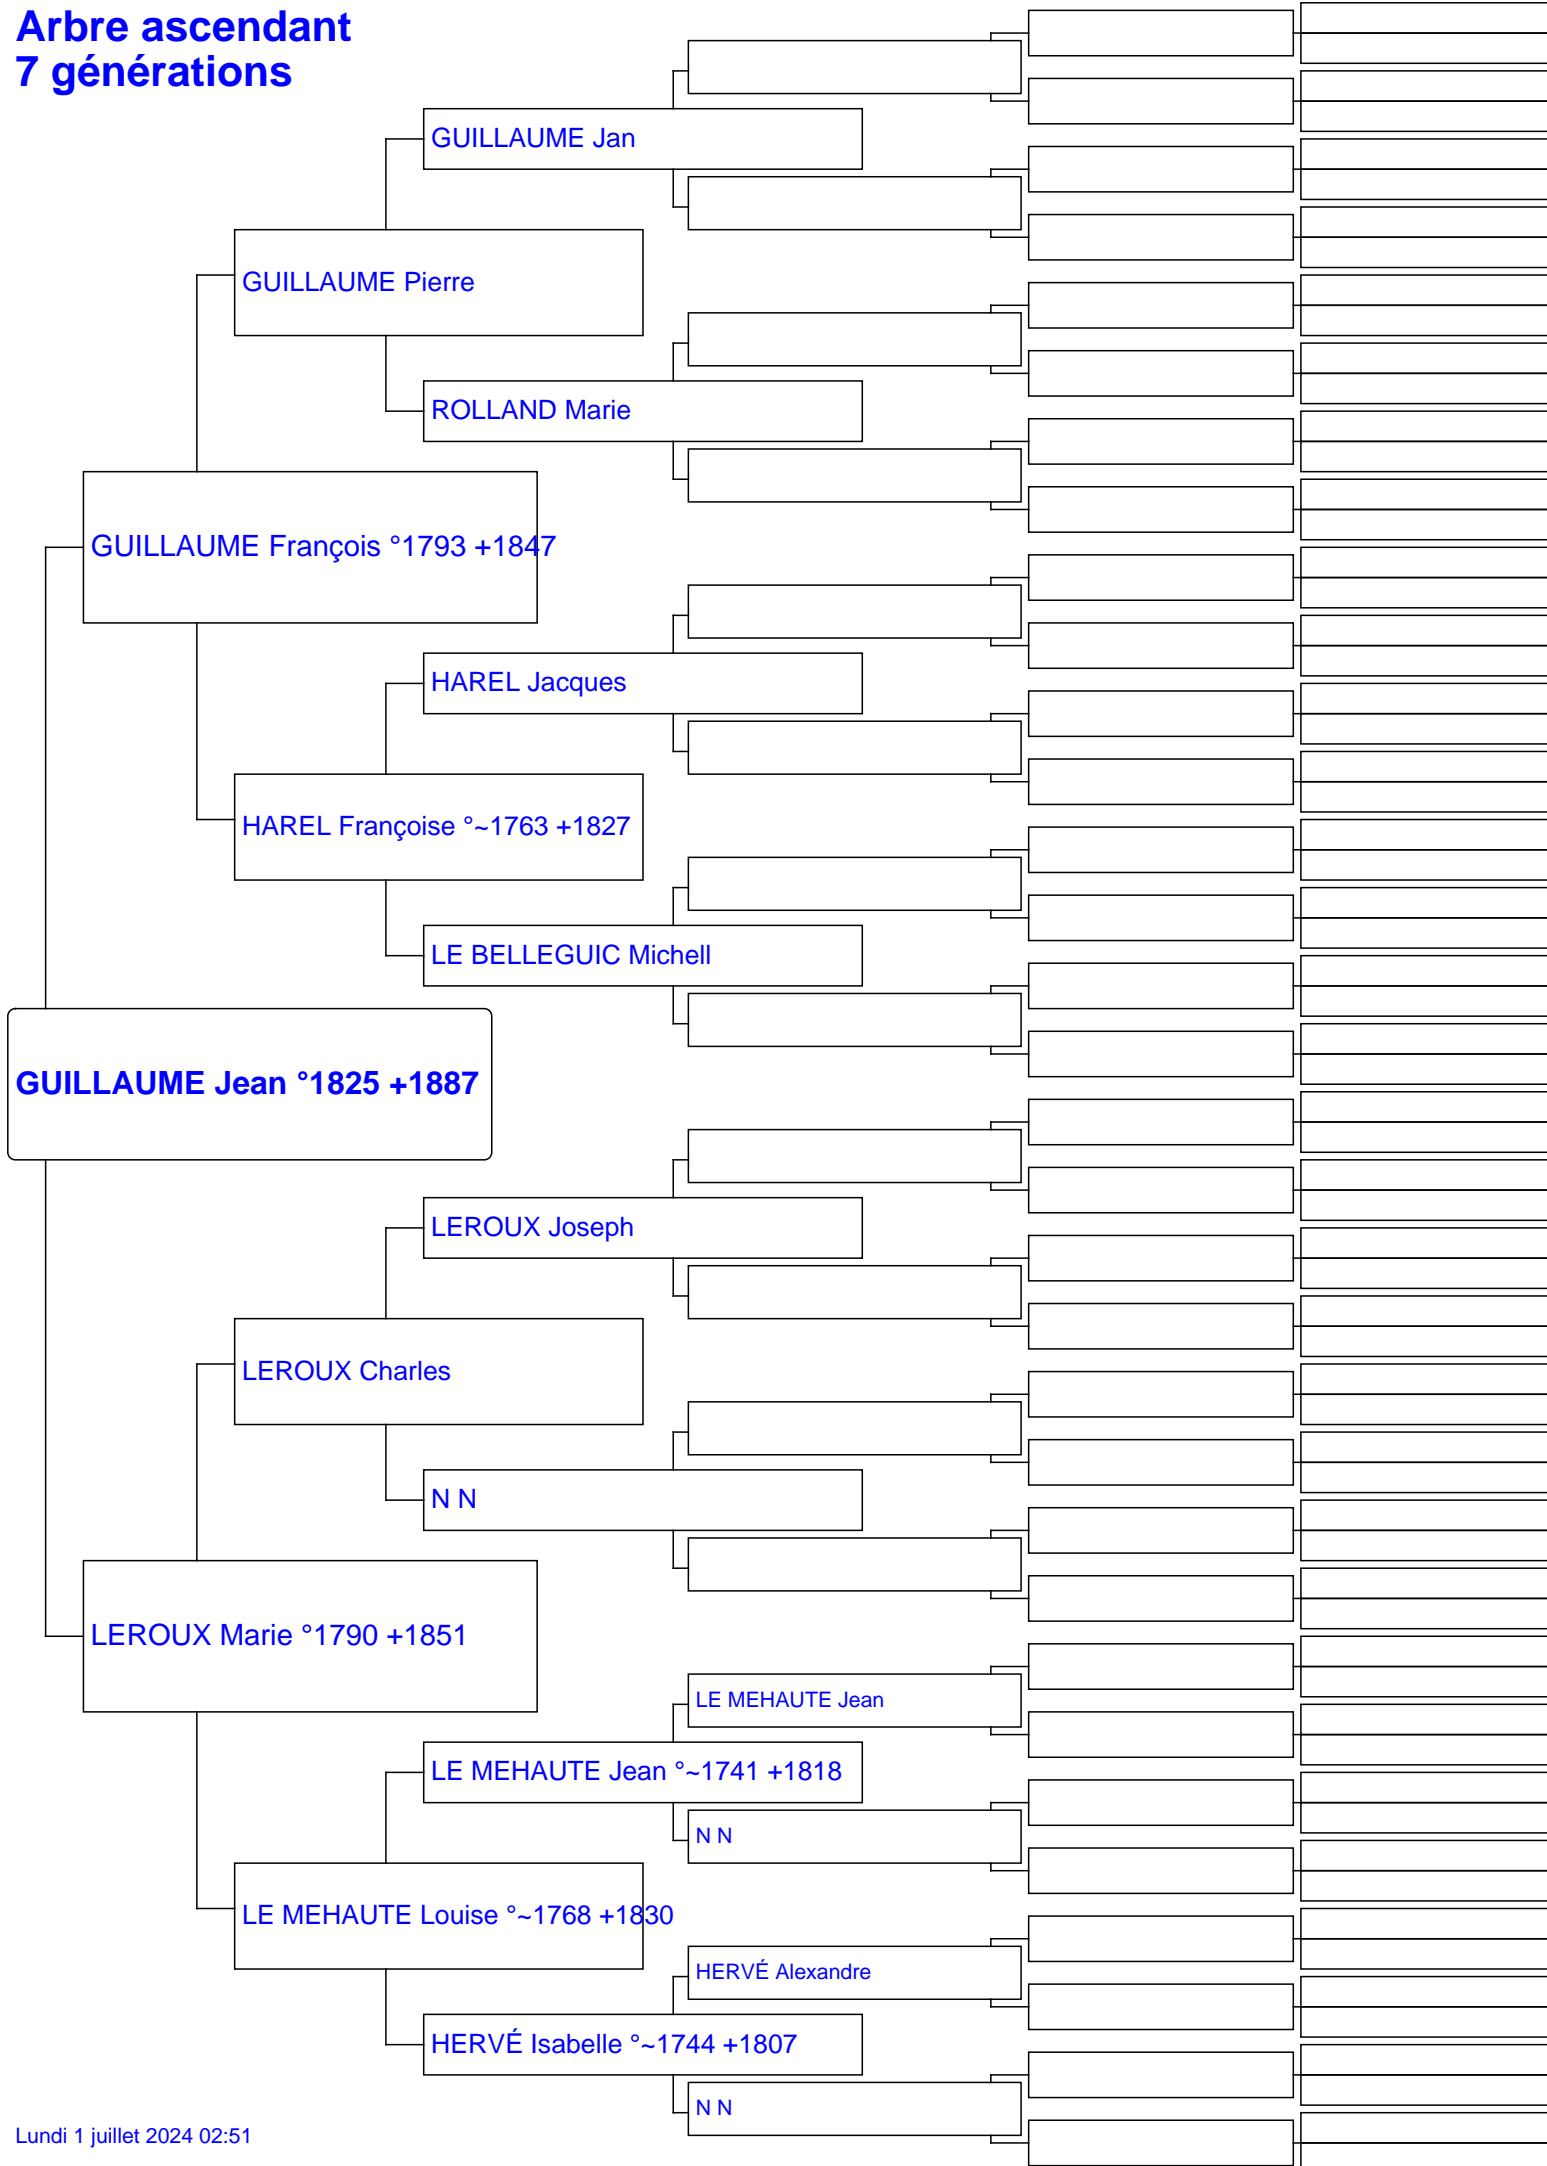 Arbre ascendant
7 générations
GUILLAUME Jan
GUILLAUME Pierre
ROLLAND Marie
GUILLAUME François °1793 +1847
HAREL Jacques
HAREL Françoise °~1763 +1827
LE BELLEGUIC Michell
GUILLAUME Jean °1825 +1887
LEROUX Joseph
LEROUX Charles
N N
LEROUX Marie °1790 +1851
LE MEHAUTE Jean
LE MEHAUTE Jean °~1741 +1818
N N
LE MEHAUTE Louise °~1768 +1830
HERVÉ Alexandre
HERVÉ Isabelle °~1744 +1807
N N
Lundi 1 juillet 2024 02:51